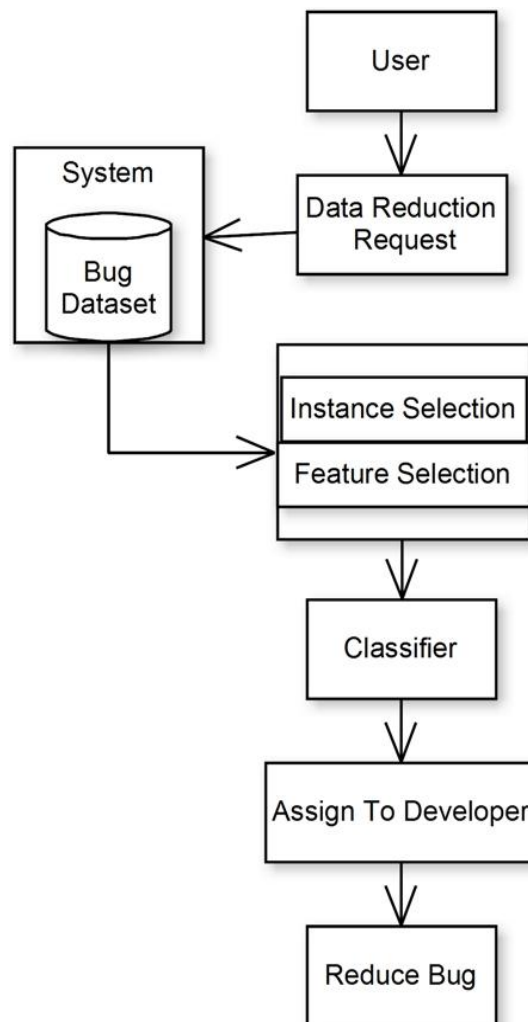 User
Data Reduction
Request
System
Bug
Dataset
Instance Selection
Feature Selection
Classifier
Assign To Developer
Reduce Bug